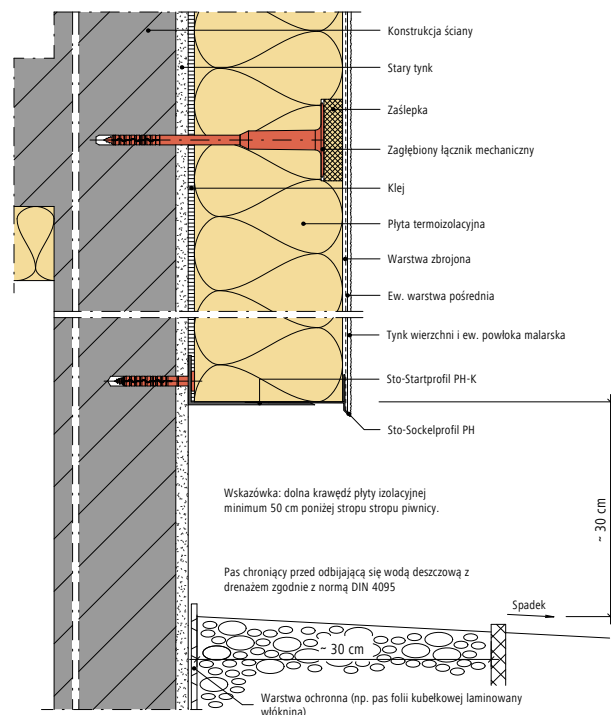 Konstrukcja ściany
Stary tynk
Zaślepka
Zagłębiony łącznik mechaniczny
Klej
Płyta termoizolacyjna
Warstwa zbrojona
Ew. warstwa pośrednia
Tynk wierzchni i ew. powłoka malarska
Sto-Startprofil PH-K
Sto-Sockelprofil PH
Wskazówka: dolna krawędź płyty izolacyjnej
minimum 50 cm poniżej stropu stropu piwnicy.
~ 30 cm
Pas chroniący przed odbijającą się wodą deszczową z
drenażem zgodnie z normą DIN 4095
Spadek
~ 30 cm
Warstwa ochronna (np. pas folii kubełkowej laminowany
włókniną)